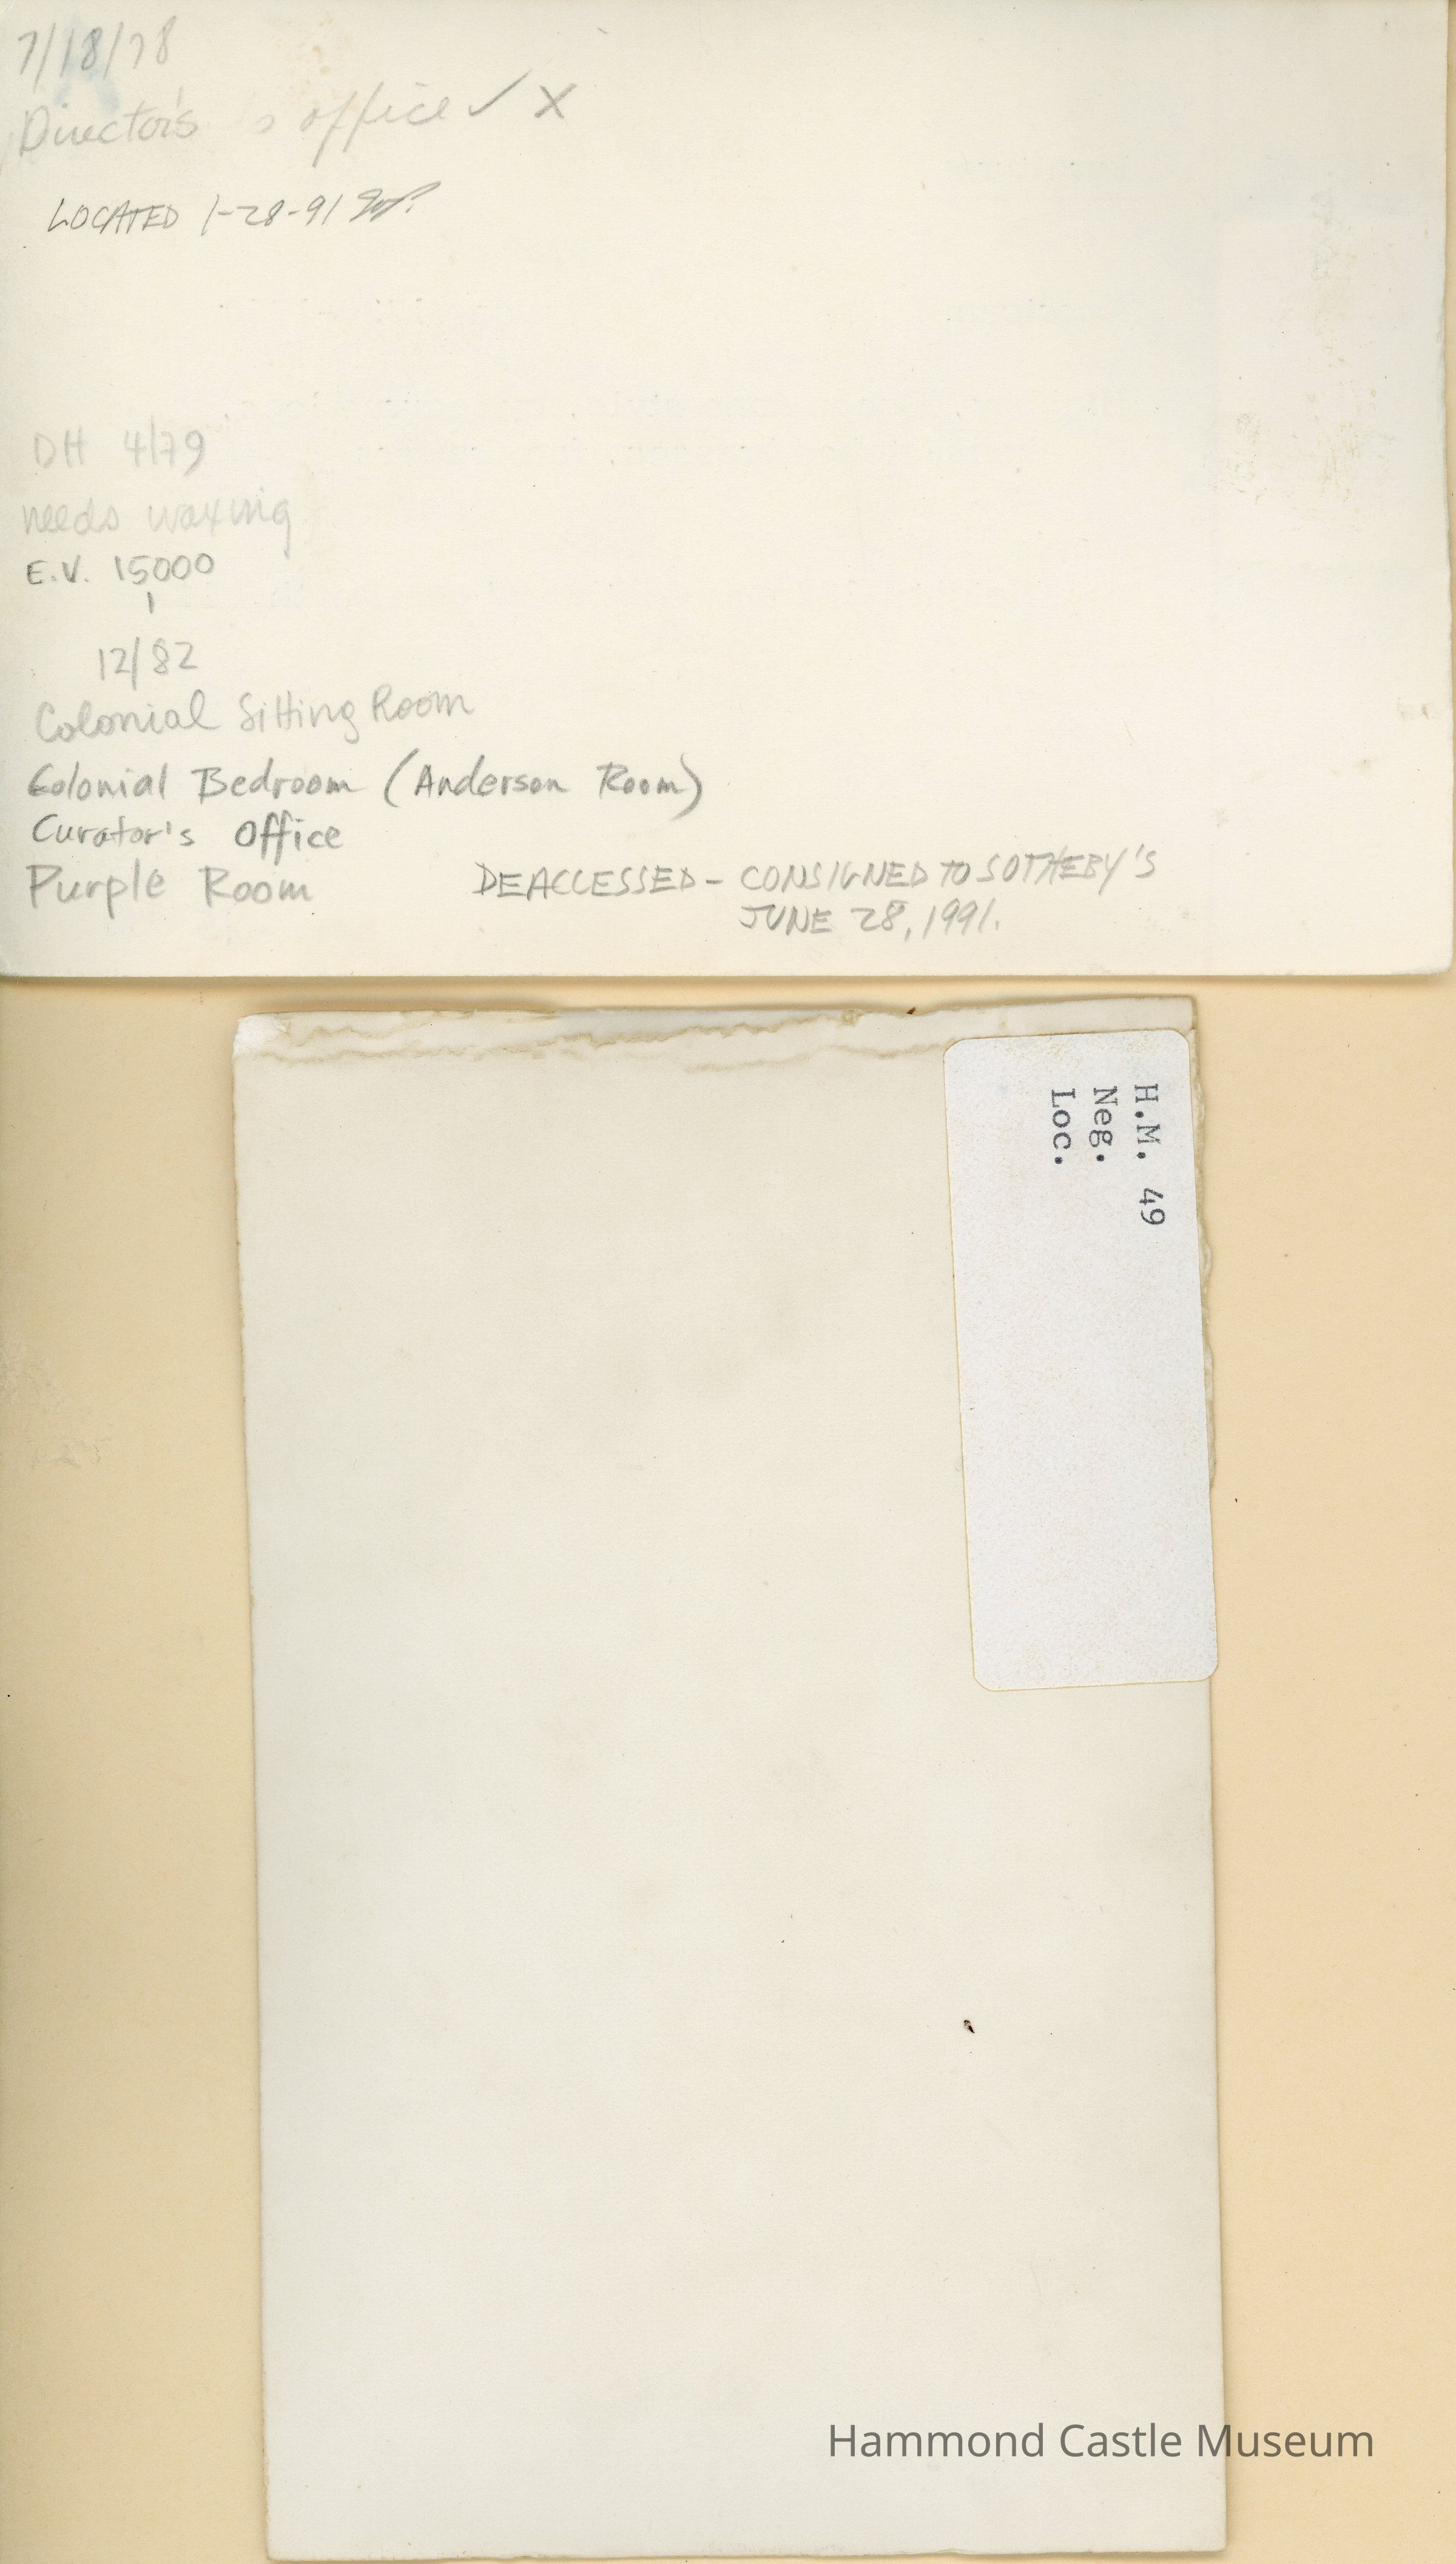 7/18/78
Director's office ✓ X
LOCATED 1-28-91
DH 4/79
needs waxing
E.V. 15000
12/82
Colonial Sitting Room
Colonial Bedroom (Anderson Room)
Curator's Office
Purple Room
DEACCESSED - CONSIGNED TO SOTHEBY'S
JUNE 28, 1991.
H.M. 49
Neg.
Loc.
Hammond Castle Museum